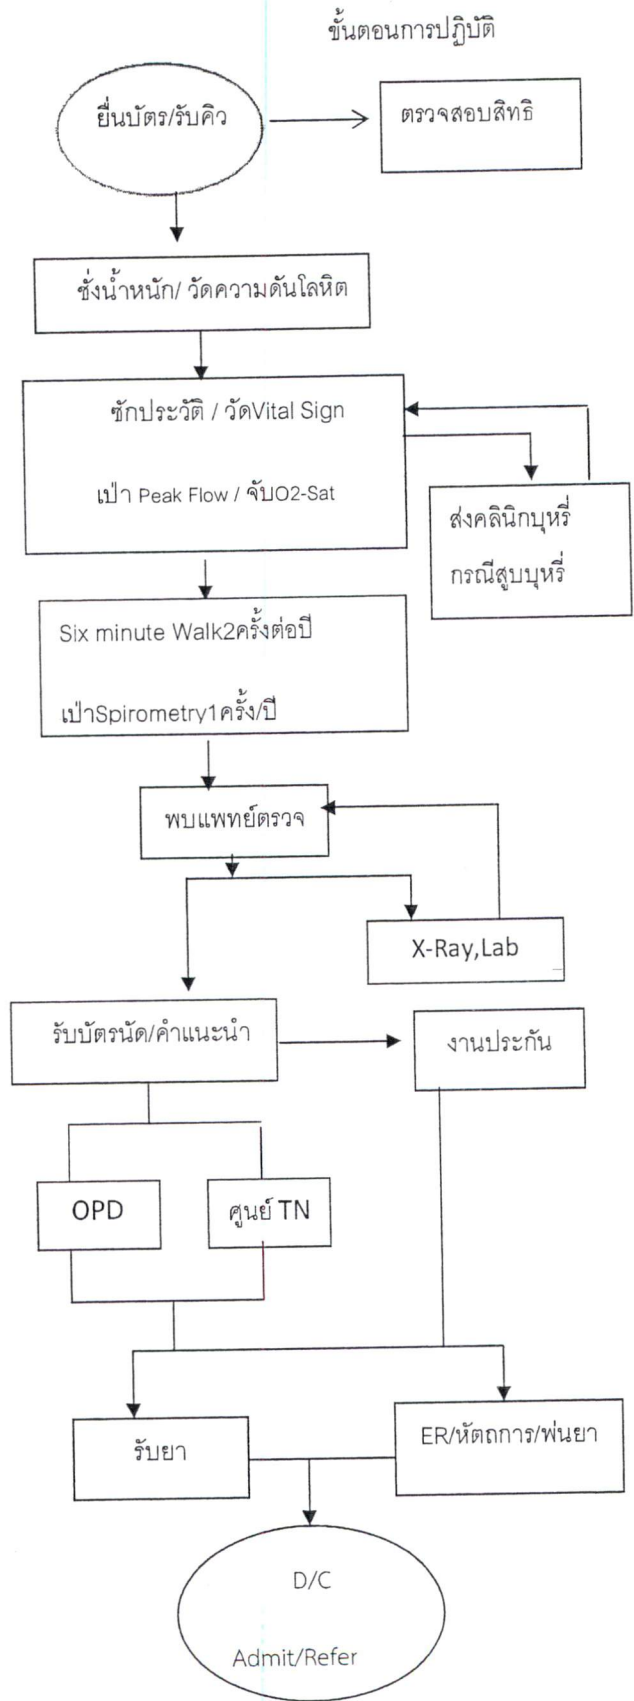 ขั้นตอนการปฏิบัติ
ยื่นบัตร/รับคิว
ตรวจสอบสิทธิ
ชั่งน้ำหนัก/ วัดความดันโลหิต
ซักประวัติ / วัดVital Sign
เป่า Peak Flow / จับO2-Sat
ส่งคลินิกบุหรี่
กรณีสูบบุหรี่
Six minute Walk2ครั้งต่อปี
เป่าSpirometry1ครั้ง/ปี
พบแพทย์ตรวจ
X-Ray,Lab
รับบัตรนัด/คำแนะนำ
งานประกัน
OPD
ศูนย์ TN
รับยา
ER/หัตถการ/พ่นยา
D/C
Admit/Refer